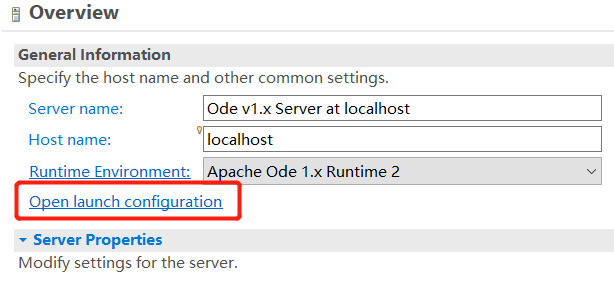 Overview
General Information
Specify the host name and other common settings.
Server name: Ode v1.x Server at localhost
Host name: localhost
Runtime Environment: Apache Ode 1.x Runtime 2
Open launch configuration
Server Properties
Modify settings for the server.